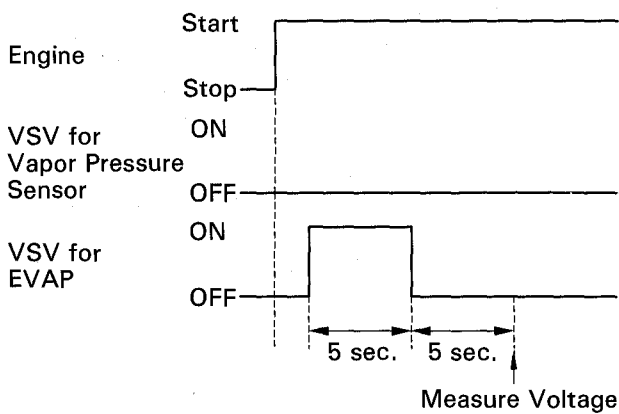 Start
Engine
Stop
ON
VSV for
Vapor Pressure
Sensor
OFF
ON
VSV for
EVAP
OFF
5 sec. 5 sec.
Measure Voltage